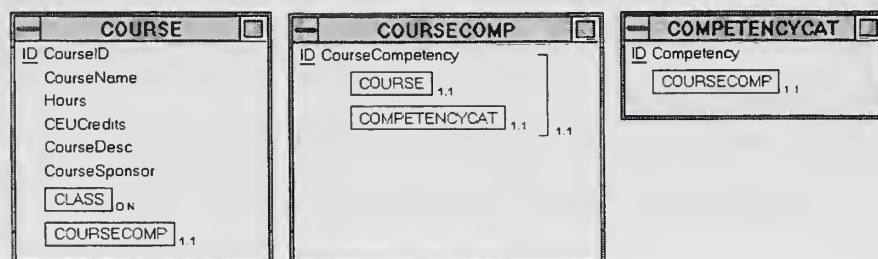 COURSE
ID CourseID
CourseName
Hours
CEUCredits
CourseDesc
CourseSponsor
CLASS 0.N
COURSECOMP 1.1
COURSECOMP
ID CourseCompetency
COURSE 1.1
COMPETENCYCAT 1.1
1.1
COMPETENCYCAT
ID Competency
COURSECOMP 1.1